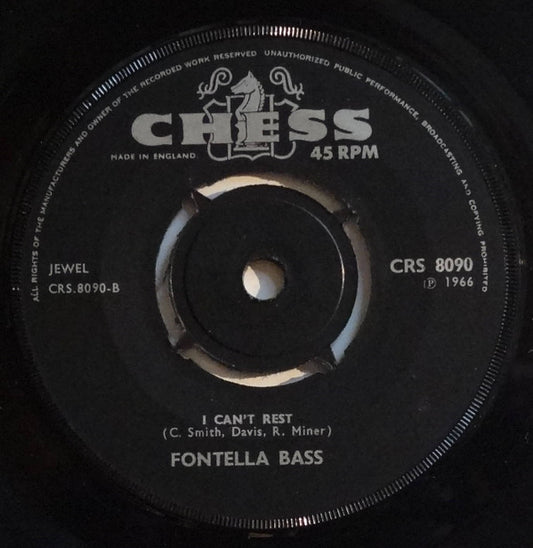 ALL RIGHTS OF THE MANUFACTURERS AND OWNER OF THE RECORDED WORK RESERVED UNAUTHORIZED PUBLIC PERFORMANCE, BROADCASTING AND COPYING PROHIBITED
CHESS
MADE IN ENGLAND
45 RPM
JEWEL
CRS.8090-B
CRS 8090
Ⓟ 1966
I CAN'T REST
(C. Smith, Davis, R. Miner)
FONTELLA BASS